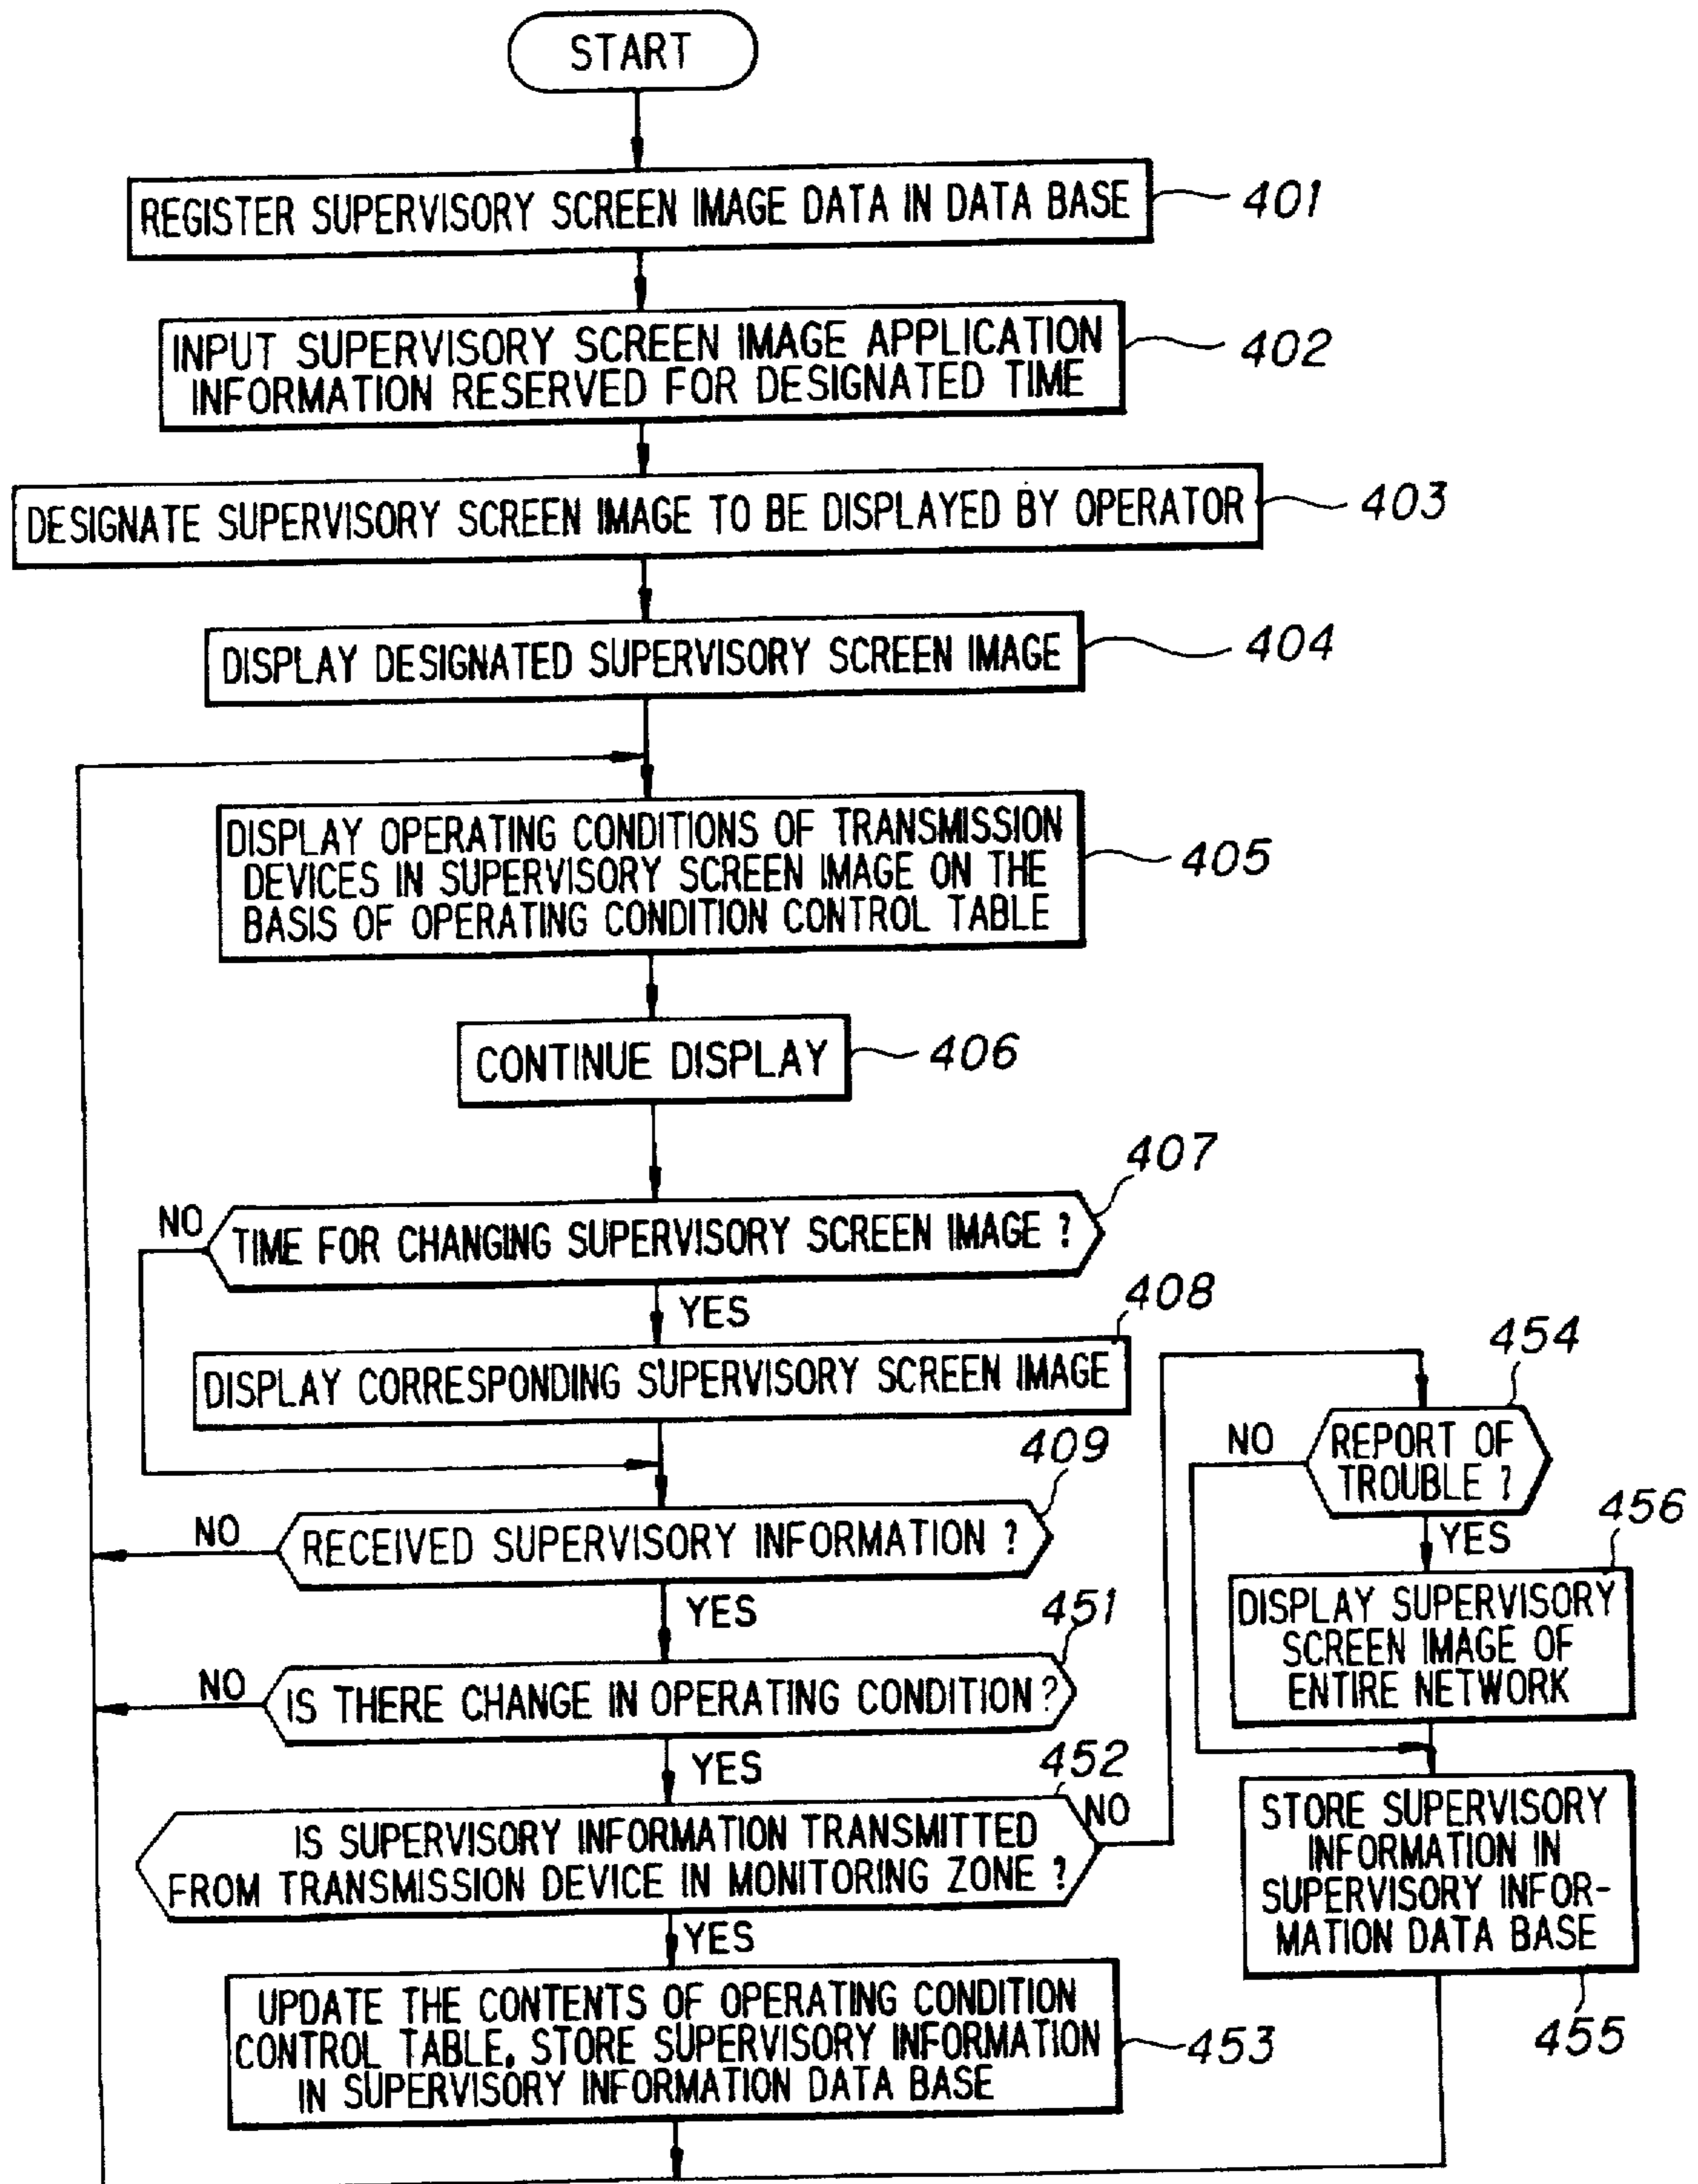 START
REGISTER SUPERVISORY SCREEN IMAGE DATA IN DATA BASE
401
INPUT SUPERVISORY SCREEN IMAGE APPLICATION
INFORMATION RESERVED FOR DESIGNATED TIME
402
DESIGNATE SUPERVISORY SCREEN IMAGE TO BE DISPLAYED BY OPERATOR
403
DISPLAY DESIGNATED SUPERVISORY SCREEN IMAGE
404
DISPLAY OPERATING CONDITIONS OF TRANSMISSION
DEVICES IN SUPERVISORY SCREEN IMAGE ON THE
BASIS OF OPERATING CONDITION CONTROL TABLE
405
CONTINUE DISPLAY
406
407
NO
TIME FOR CHANGING SUPERVISORY SCREEN IMAGE ?
YES
408
DISPLAY CORRESPONDING SUPERVISORY SCREEN IMAGE
409
NO
RECEIVED SUPERVISORY INFORMATION ?
YES
451
NO
IS THERE CHANGE IN OPERATING CONDITION ?
YES
452
NO
IS SUPERVISORY INFORMATION TRANSMITTED
FROM TRANSMISSION DEVICE IN MONITORING ZONE ?
YES
UPDATE THE CONTENTS OF OPERATING CONDITION
CONTROL TABLE. STORE SUPERVISORY INFORMATION
IN SUPERVISORY INFORMATION DATA BASE
453
454
NO
REPORT OF
TROUBLE ?
YES
456
DISPLAY SUPERVISORY
SCREEN IMAGE OF
ENTIRE NETWORK
STORE SUPERVISORY
INFORMATION IN
SUPERVISORY INFOR-
MATION DATA BASE
455